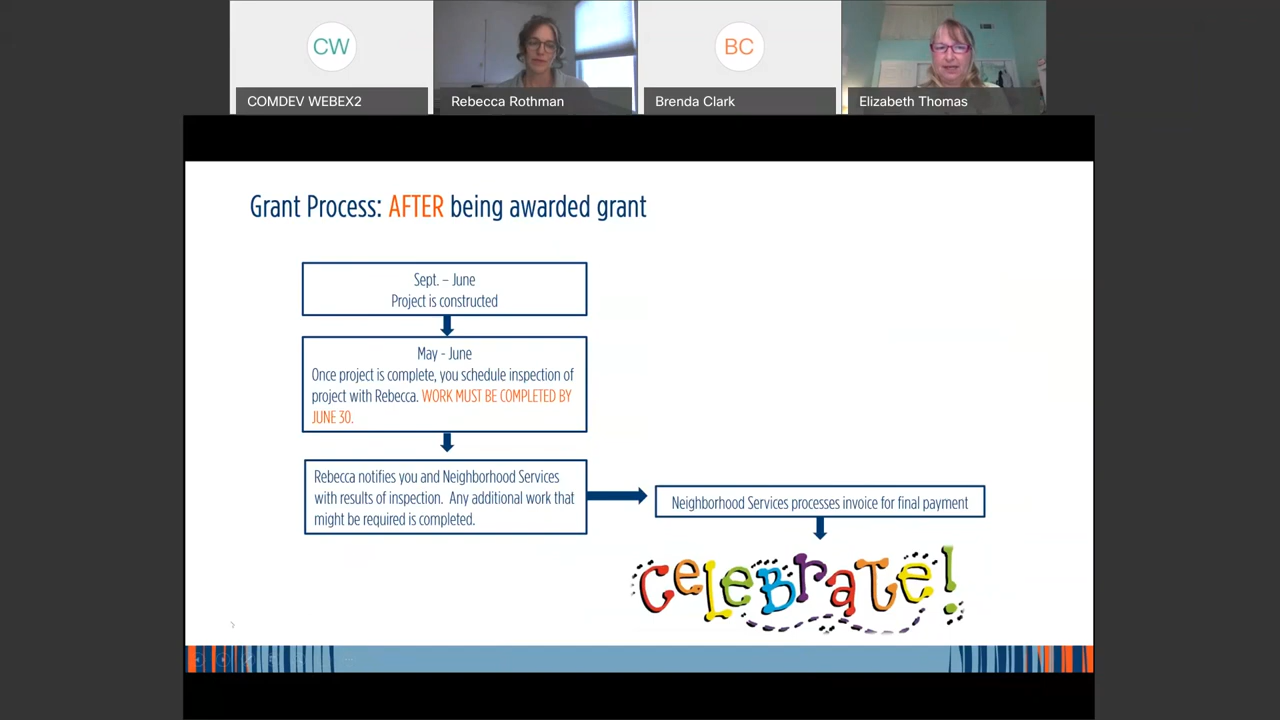 CW
BC
COMDEV WEBEX2
Rebecca Rothman
Brenda Clark
Elizabeth Thomas
Grant Process: AFTER being awarded grant
Sept. – June
Project is constructed
May - June
Once project is complete, you schedule inspection of
project with Rebecca. WORK MUST BE COMPLETED BY
JUNE 30.
Rebecca notifies you and Neighborhood Services
with results of inspection. Any additional work that
might be required is completed.
Neighborhood Services processes invoice for final payment
CeLeBraTe!